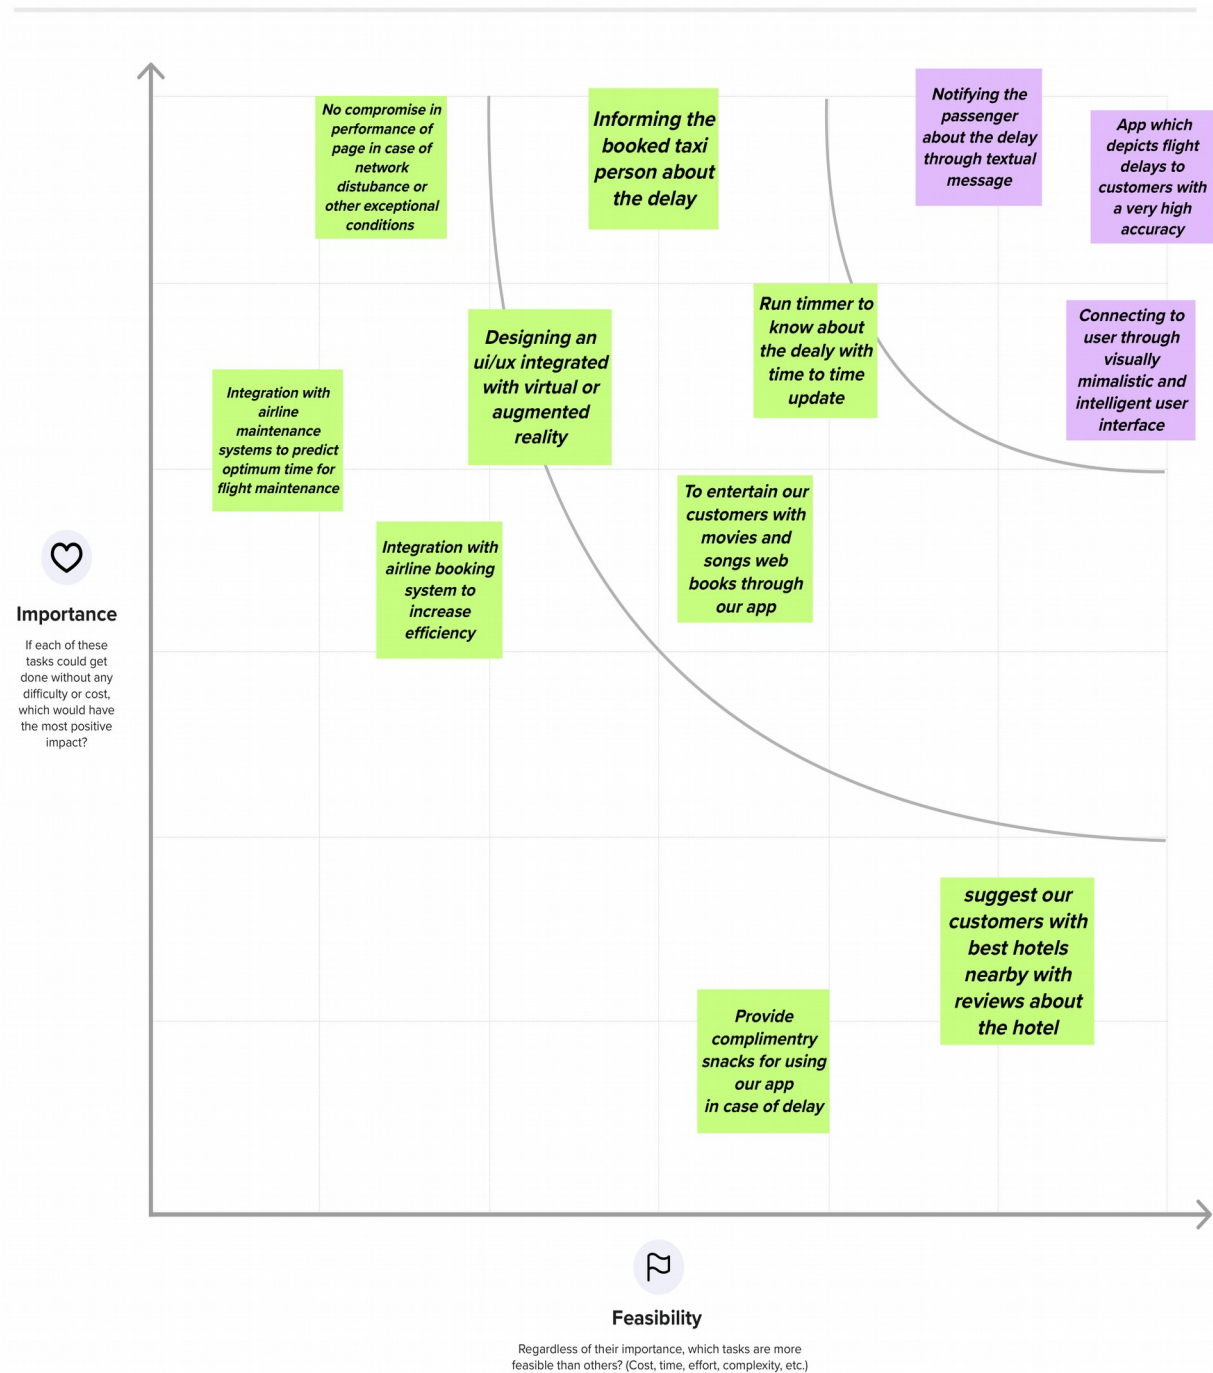 No compromise in
performance of
page in case of
network
distubance or
other exceptional
conditions
Informing the
booked taxi
person about
the delay
Notifying the
passenger
about the delay
through textual
message
App which
depicts flight
delays to
customers with
a very high
accuracy
Designing an
ui/ux integrated
with virtual or
augmented
reality
Run timmer to
know about
the dealy with
time to time
update
Connecting to
user through
visually
mimalistic and
intelligent user
interface
Integration with
airline
maintenance
systems to predict
optimum time for
flight maintenance
Integration with
airline booking
system to
increase
efficiency
To entertain our
customers with
movies and
songs web
books through
our app
Importance
If each of these
tasks could get
done without any
difficulty or cost,
which would have
the most positive
impact?
suggest our
customers with
best hotels
nearby with
reviews about
the hotel
Provide
complimentry
snacks for using
our app
in case of delay
Feasibility
Regardless of their importance, which tasks are more
feasible than others? (Cost, time, effort, complexity, etc.)